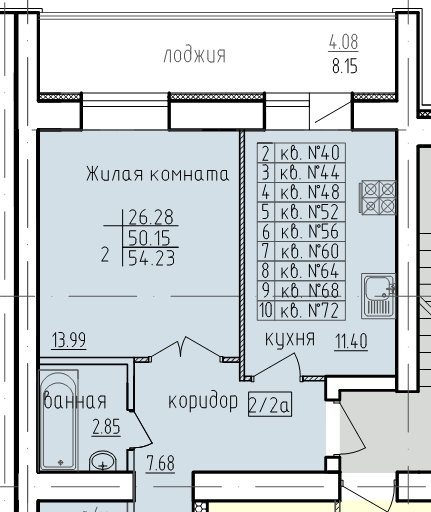 лоджия
4.08
8.15
Жилая комната
26.28
50.15
2 54.23
2 кв. №40
3 кв. №44
4 кв. №48
5 кв. №52
6 кв. №56
7 кв. №60
8 кв. №64
9 кв. №68
10 кв. №72
13.99
кухня 11.40
ванная
коридор 2/2а
2.85
7.68